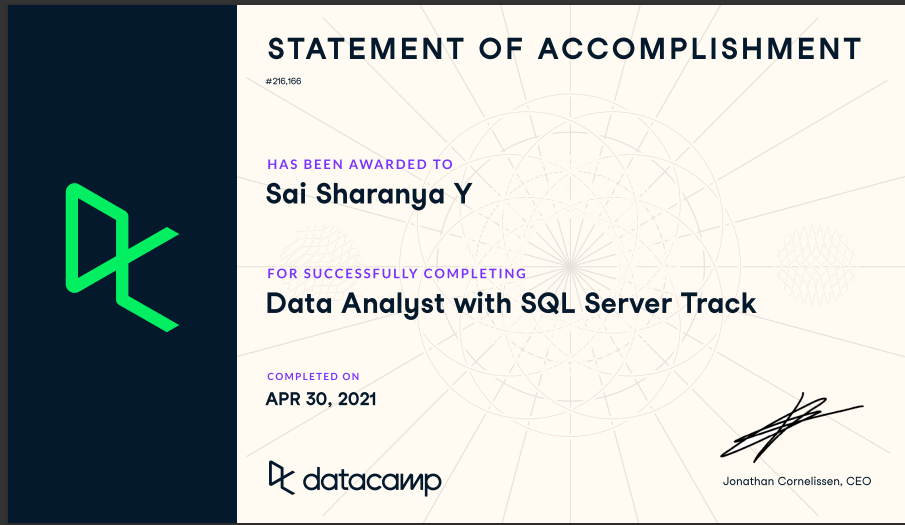 STATEMENT OF ACCOMPLISHMENT
#216,166
HAS BEEN AWARDED TO
Sai Sharanya Y
FOR SUCCESSFULLY COMPLETING
Data Analyst with SQL Server Track
COMPLETED ON
APR 30, 2021
datacamp
Jonathan Cornelissen, CEO